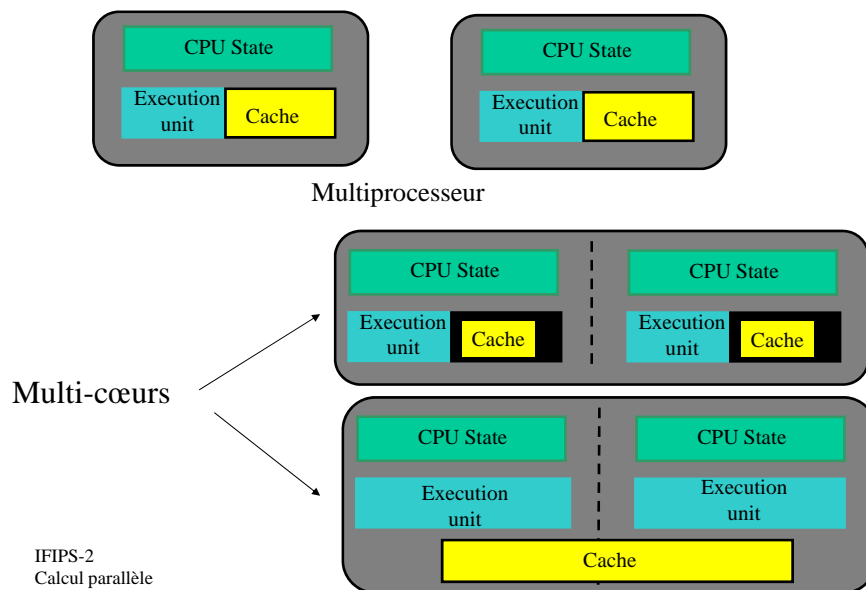 CPU State
CPU State
Execution
unit
Cache
Execution
unit
Cache
Multiprocesseur
CPU State
CPU State
Execution
unit
Cache
Execution
unit
Cache
Multi-cœurs
CPU State
CPU State
Execution
unit
Execution
unit
Cache
IFIPS-2
Calcul parallèle